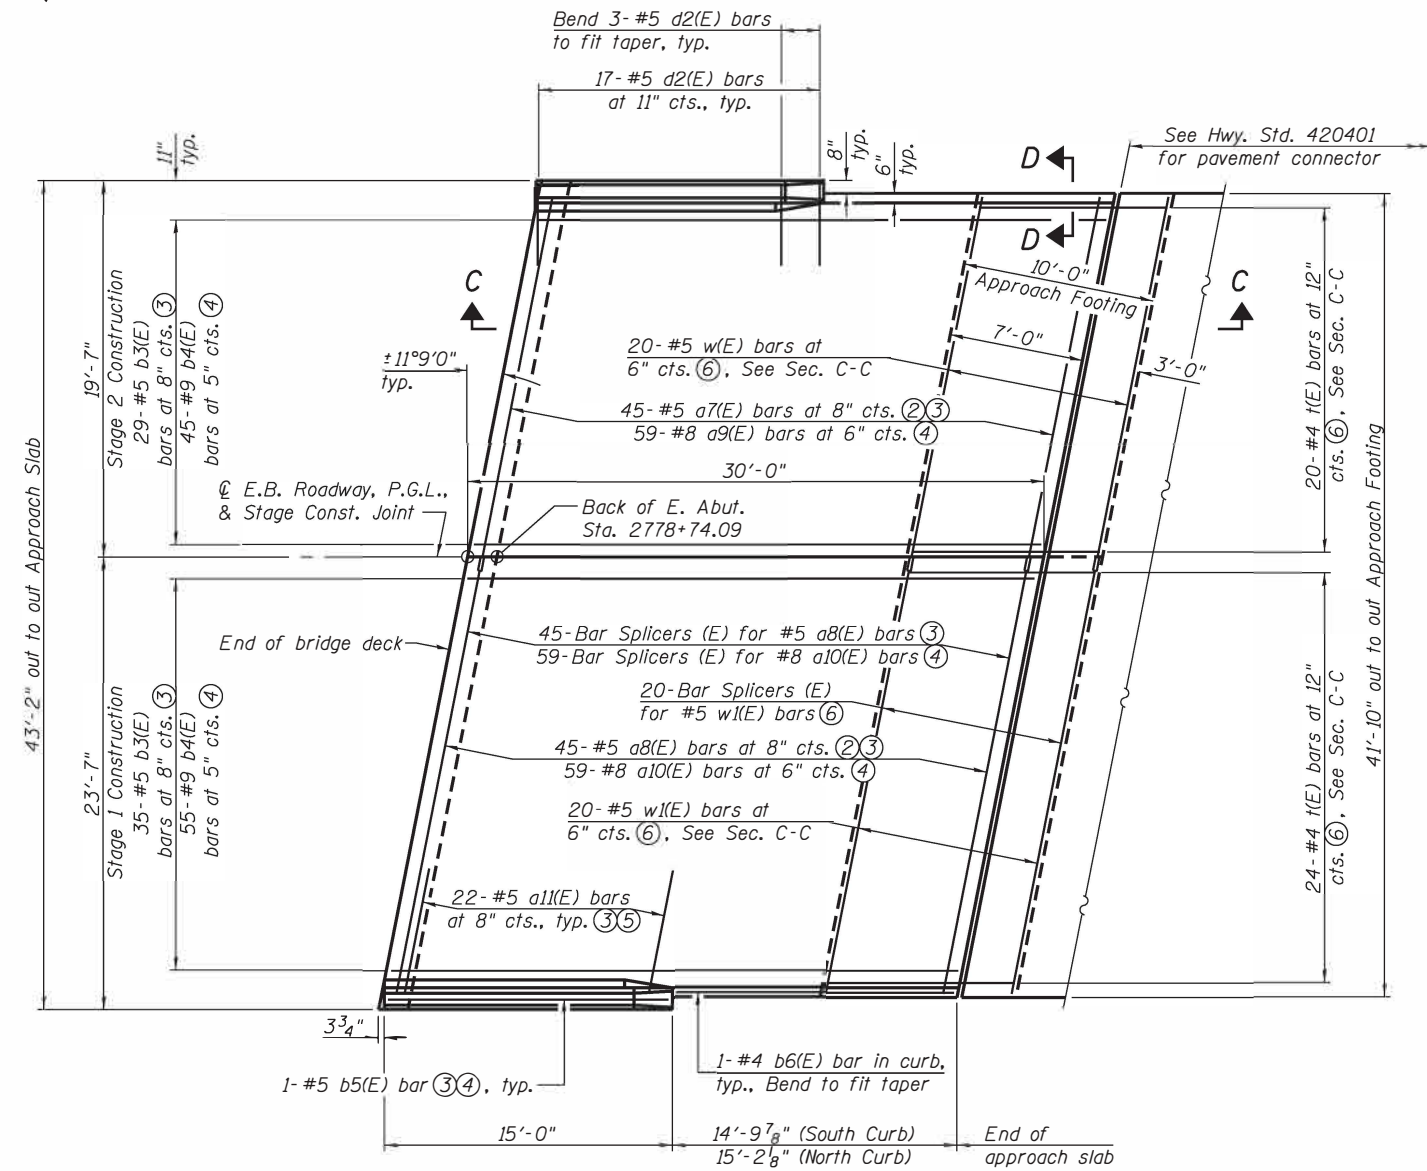 Bend 3-#5 d2(E) bars
to fit taper, typ.
17-#5 d2(E) bars
at 11" cts., typ.
11"
typ.
8"
typ.
6"
typ.
D
D
See Hwy. Std. 420401
for pavement connector
C
C
10'-0"
Approach Footing
7'-0"
3'-0"
±11°9'0"
typ.
20-#5 w(E) bars at
6" cts. ⑥, See Sec. C-C
45-#5 a7(E) bars at 8" cts. ②③
59-#8 a9(E) bars at 6" cts. ④
30'-0"
℄ E.B. Roadway, P.G.L.,
& Stage Const. Joint
Back of E. Abut.
Sta. 2778+74.09
43'-2" out to out Approach Slab
19'-7"
Stage 2 Construction
29-#5 b3(E)
bars at 8" cts. ③
45-#9 b4(E)
bars at 5" cts. ④
23'-7"
Stage 1 Construction
35-#5 b3(E)
bars at 8" cts. ③
55-#9 b4(E)
bars at 5" cts. ④
20-#4 t(E) bars at 12"
cts. ⑥, See Sec. C-C
24-#4 t(E) bars at 12"
cts. ⑥, See Sec. C-C
41'-10" out to out Approach Footing
End of bridge deck
45-Bar Splicers (E) for #5 a8(E) bars ③
59-Bar Splicers (E) for #8 a10(E) bars ④
20-Bar Splicers (E)
for #5 w1(E) bars ⑥
45-#5 a8(E) bars at 8" cts. ②③
59-#8 a10(E) bars at 6" cts. ④
20-#5 w1(E) bars at
6" cts. ⑥, See Sec. C-C
22-#5 a11(E) bars
at 8" cts., typ. ③⑤
3¾"
1-#5 b5(E) bar ③④, typ.
1-#4 b6(E) bar in curb,
typ., Bend to fit taper
15'-0"
14'-9⅞" (South Curb)
15'-2⅛" (North Curb)
End of
approach slab